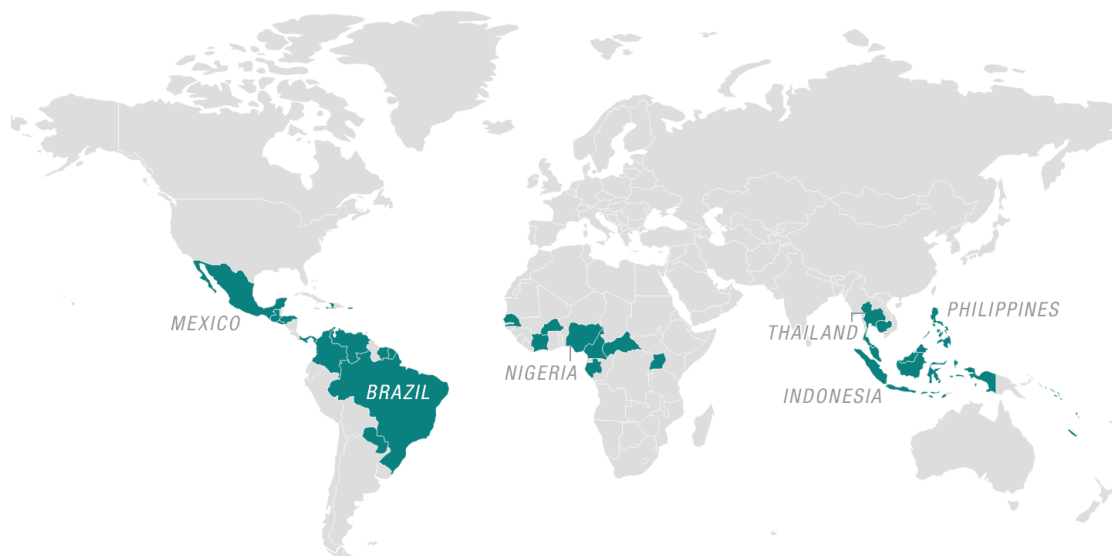 PHILIPPINES
MEXICO
THAILAND
NIGERIA
BRAZIL
INDONESIA